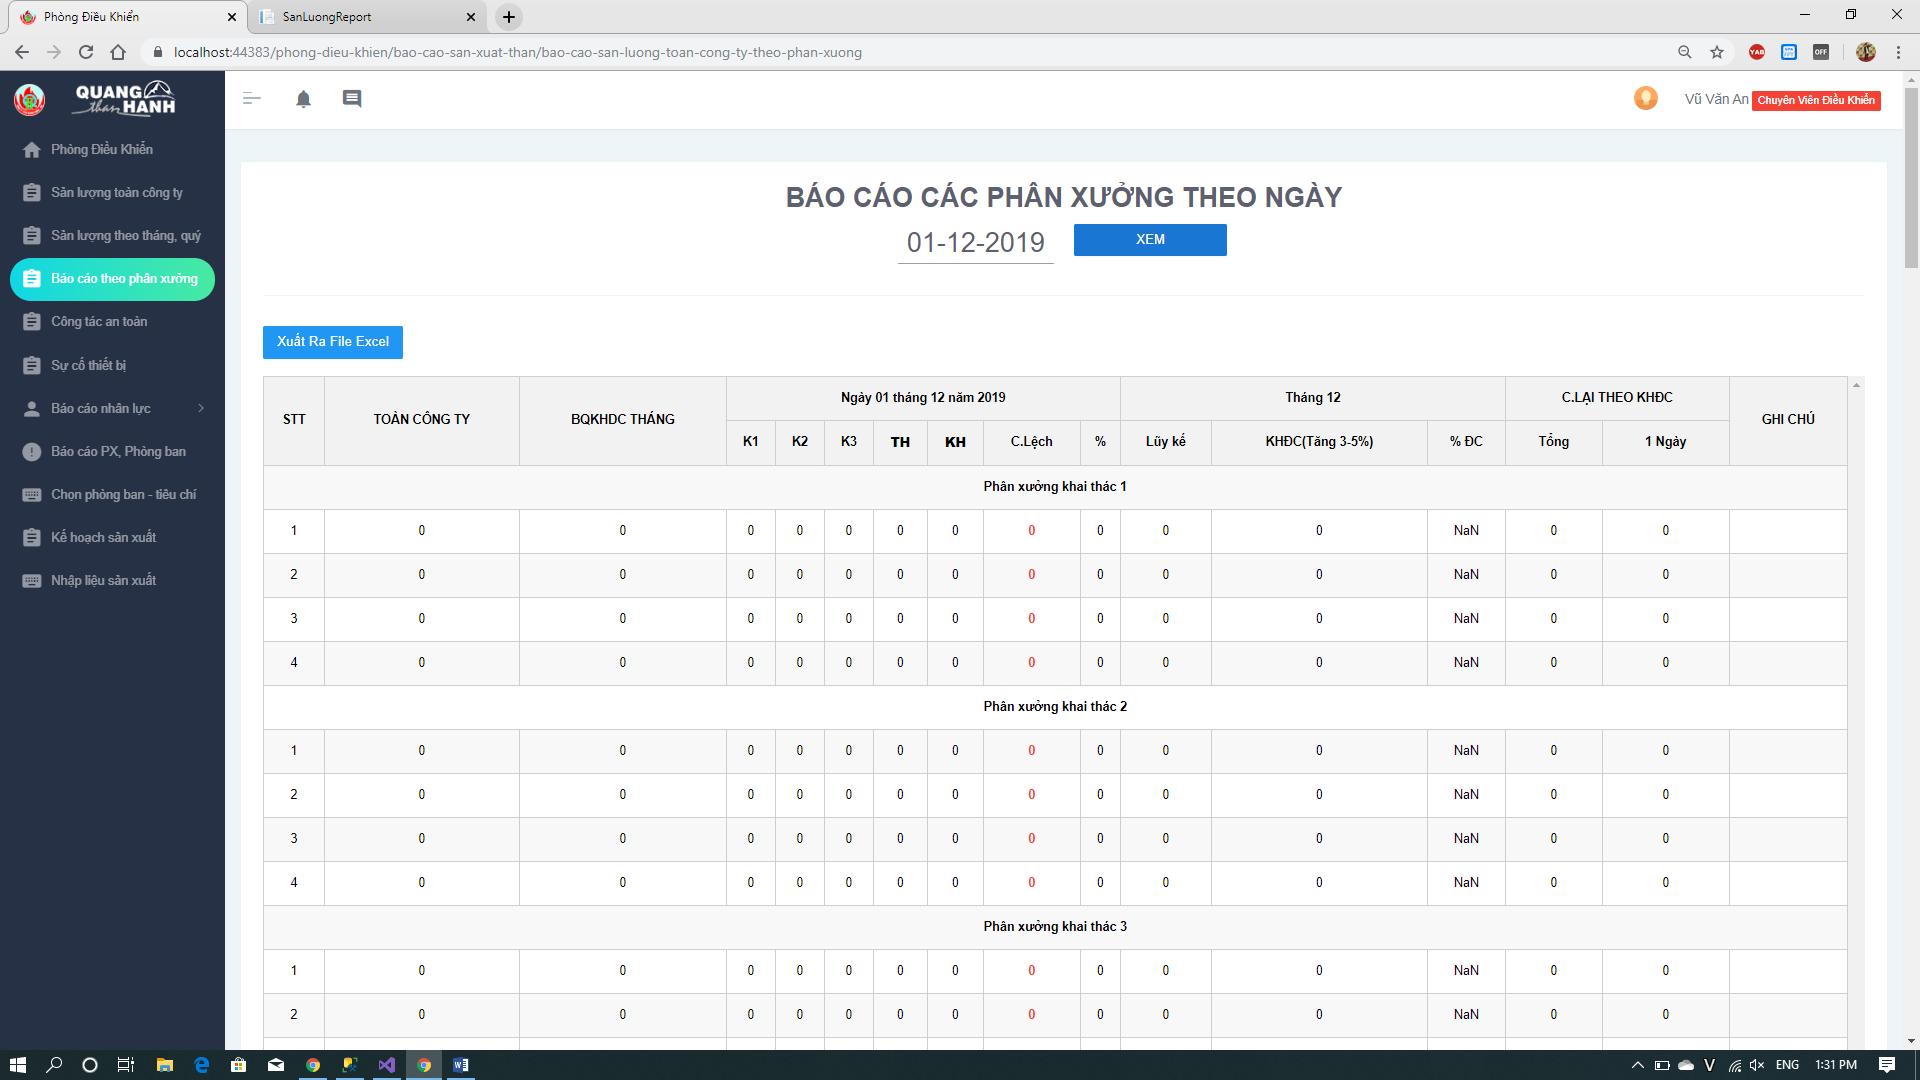 Phòng Điều Khiển
SanLuongReport
localhost:44383/phong-dieu-khien/bao-cao-san-xuat-than/bao-cao-san-luong-toan-cong-ty-theo-phan-xuong
YAB
OFF
QUANG
than HANH
Vũ Văn An Chuyên Viên Điều Khiển
Phòng Điều Khiển
Sản lượng toàn công ty
Sản lượng theo tháng, quý
Báo cáo theo phân xưởng
Công tác an toàn
Sự cố thiết bị
Báo cáo nhân lực
Báo cáo PX, Phòng ban
Chọn phòng ban - tiêu chí
Kế hoạch sản xuất
Nhập liệu sản xuất
BÁO CÁO CÁC PHÂN XƯỞNG THEO NGÀY
01-12-2019 XEM
Xuất Ra File Excel
STT TOÀN CÔNG TY BQKHDC THÁNG Ngày 01 tháng 12 năm 2019 Tháng 12 C.LẠI THEO KHĐC GHI CHÚ
K1 K2 K3 TH KH C.Lệch % Lũy kế KHĐC(Tăng 3-5%) % ĐC Tổng 1 Ngày
Phân xưởng khai thác 1
1 0 0 0 0 0 0 0 0 0 0 0 NaN 0 0
2 0 0 0 0 0 0 0 0 0 0 0 NaN 0 0
3 0 0 0 0 0 0 0 0 0 0 0 NaN 0 0
4 0 0 0 0 0 0 0 0 0 0 0 NaN 0 0
Phân xưởng khai thác 2
1 0 0 0 0 0 0 0 0 0 0 0 NaN 0 0
2 0 0 0 0 0 0 0 0 0 0 0 NaN 0 0
3 0 0 0 0 0 0 0 0 0 0 0 NaN 0 0
4 0 0 0 0 0 0 0 0 0 0 0 NaN 0 0
Phân xưởng khai thác 3
1 0 0 0 0 0 0 0 0 0 0 0 NaN 0 0
2 0 0 0 0 0 0 0 0 0 0 0 NaN 0 0
V ENG 1:31 PM